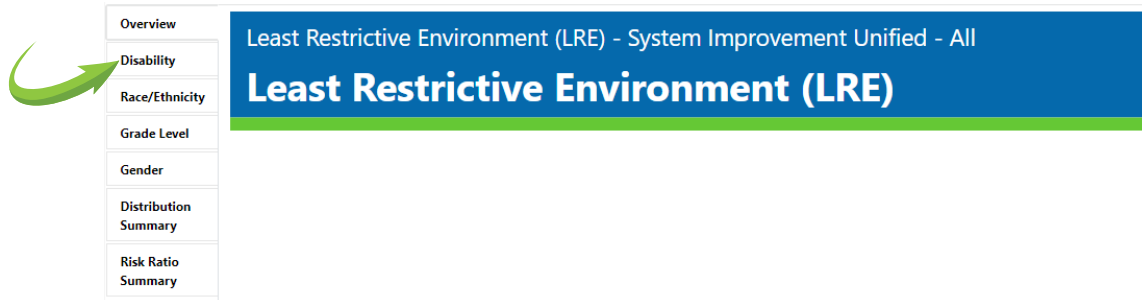 Overview
Disability
Race/Ethnicity
Grade Level
Gender
Distribution
Summary
Risk Ratio
Summary
Least Restrictive Environment (LRE) - System Improvement Unified - All
Least Restrictive Environment (LRE)